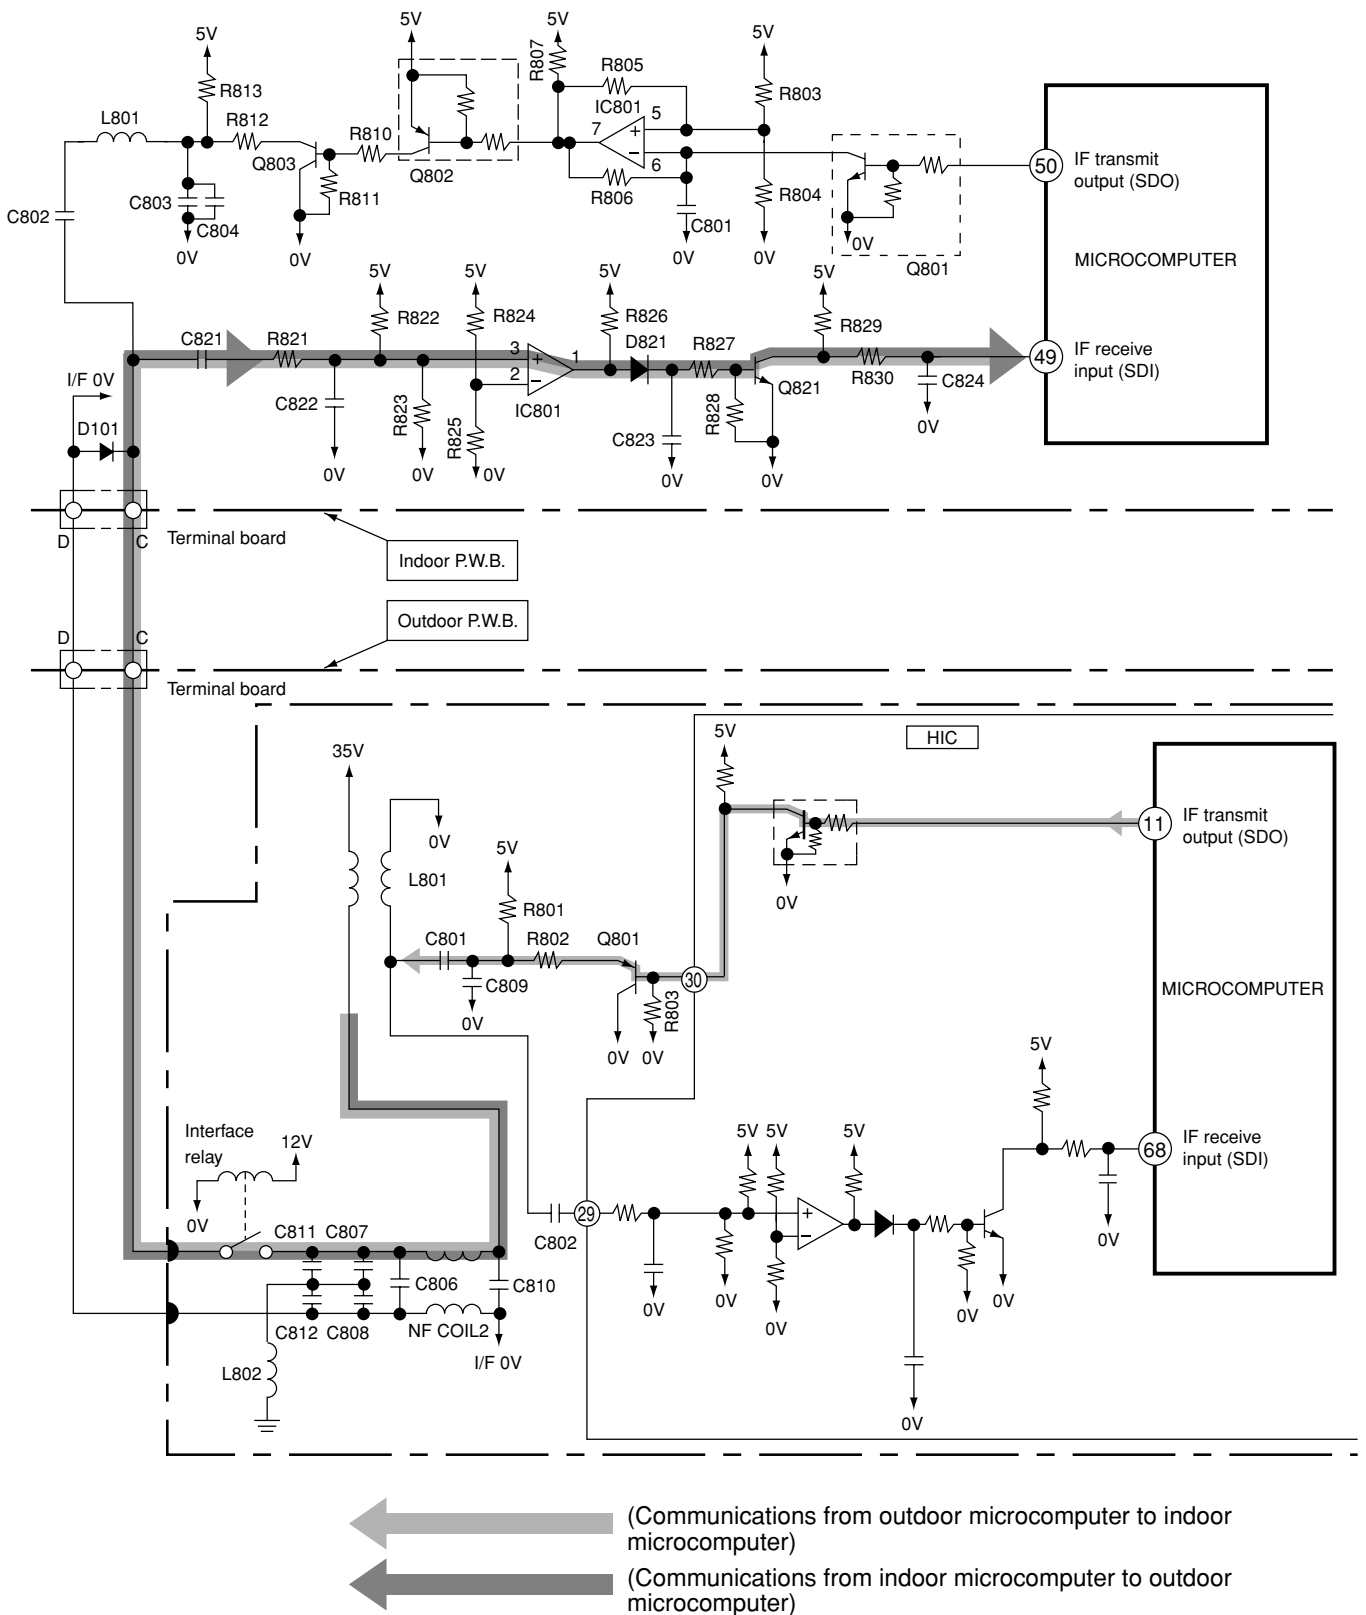 5V
5V
5V
5V
R807
R805
R813
IC801
R803
L801
R812
R810
7
5
+
−
6
50
IF transmit
output (SDO)
Q803
Q802
R811
R806
R804
C803
C802
C804
C801
0V
0V
0V
0V
0V
Q801
MICROCOMPUTER
5V
5V
5V
5V
C821
R821
R822
R824
R826
D821
R827
R829
3
+
1
2
−
49
IF receive
input (SDI)
I/F 0V
C822
R823
R825
IC801
R828
Q821
R830
C824
D101
C823
0V
0V
0V
0V
0V
0V
0V
D
C
Terminal board
Indoor P.W.B.
Outdoor P.W.B.
D
C
Terminal board
HIC
35V
5V
11
IF transmit
output (SDO)
0V
5V
L801
0V
R801
C801
R802
Q801
C809
30
R803
MICROCOMPUTER
0V
0V
0V
5V
Interface
relay
12V
5V
5V
5V
68
IF receive
input (SDI)
0V
29
+
−
C811
C807
C802
0V
C806
C810
0V
0V
0V
0V
0V
C812
C808
NF COIL2
I/F 0V
L802
0V
(Communications from outdoor microcomputer to indoor
microcomputer)
(Communications from indoor microcomputer to outdoor
microcomputer)